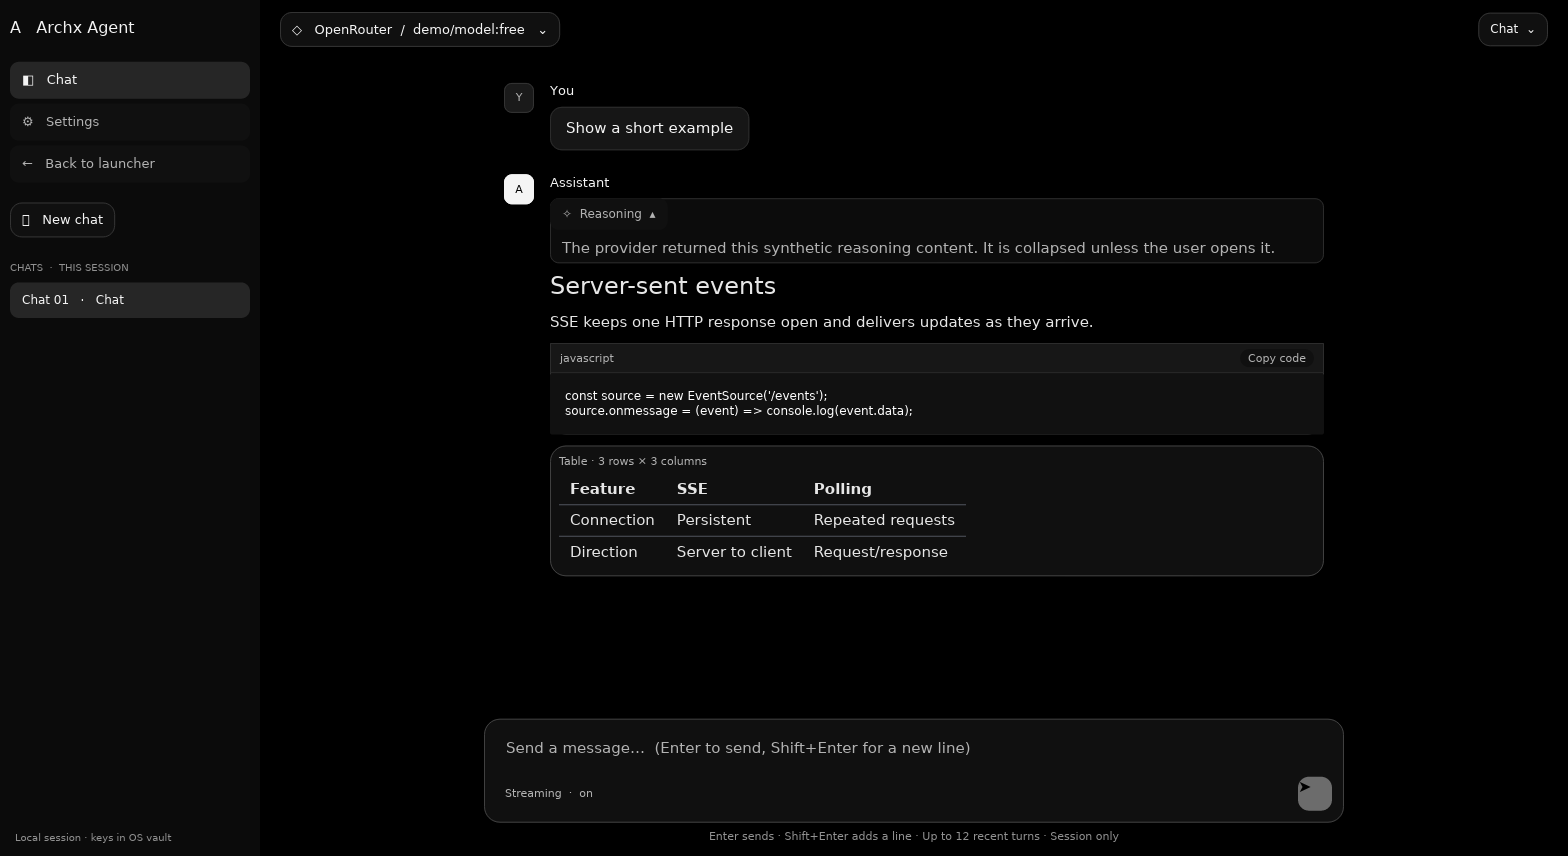 A Archx Agent
◧ Chat
⚙ Settings
← Back to launcher
New chat
CHATS · THIS SESSION
Chat 01 · Chat
Local session · keys in OS vault
◇ OpenRouter / demo/model:free ⌄
Chat ⌄
Y
You
Show a short example
A
Assistant
✧ Reasoning ▴
The provider returned this synthetic reasoning content. It is collapsed unless the user opens it.
Server-sent events
SSE keeps one HTTP response open and delivers updates as they arrive.
javascript Copy code
const source = new EventSource('/events');
source.onmessage = (event) => console.log(event.data);
Table · 3 rows × 3 columns
Feature SSE Polling
Connection Persistent Repeated requests
Direction Server to client Request/response
Send a message… (Enter to send, Shift+Enter for a new line)
Streaming · on
➤
Enter sends · Shift+Enter adds a line · Up to 12 recent turns · Session only